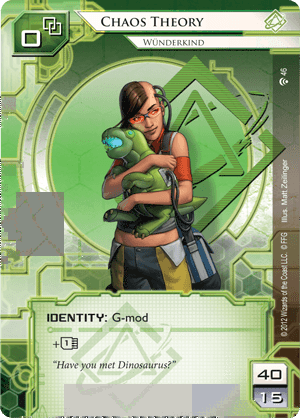 0
CHAOS THEORY
WÜNDERKIND
46
Illus. Matt Zeilinger
© 2012 Wizards of the Coast LLC. © FFG
IDENTITY: G-mod
+1
"Have you met Dinosaurus?"
40
15